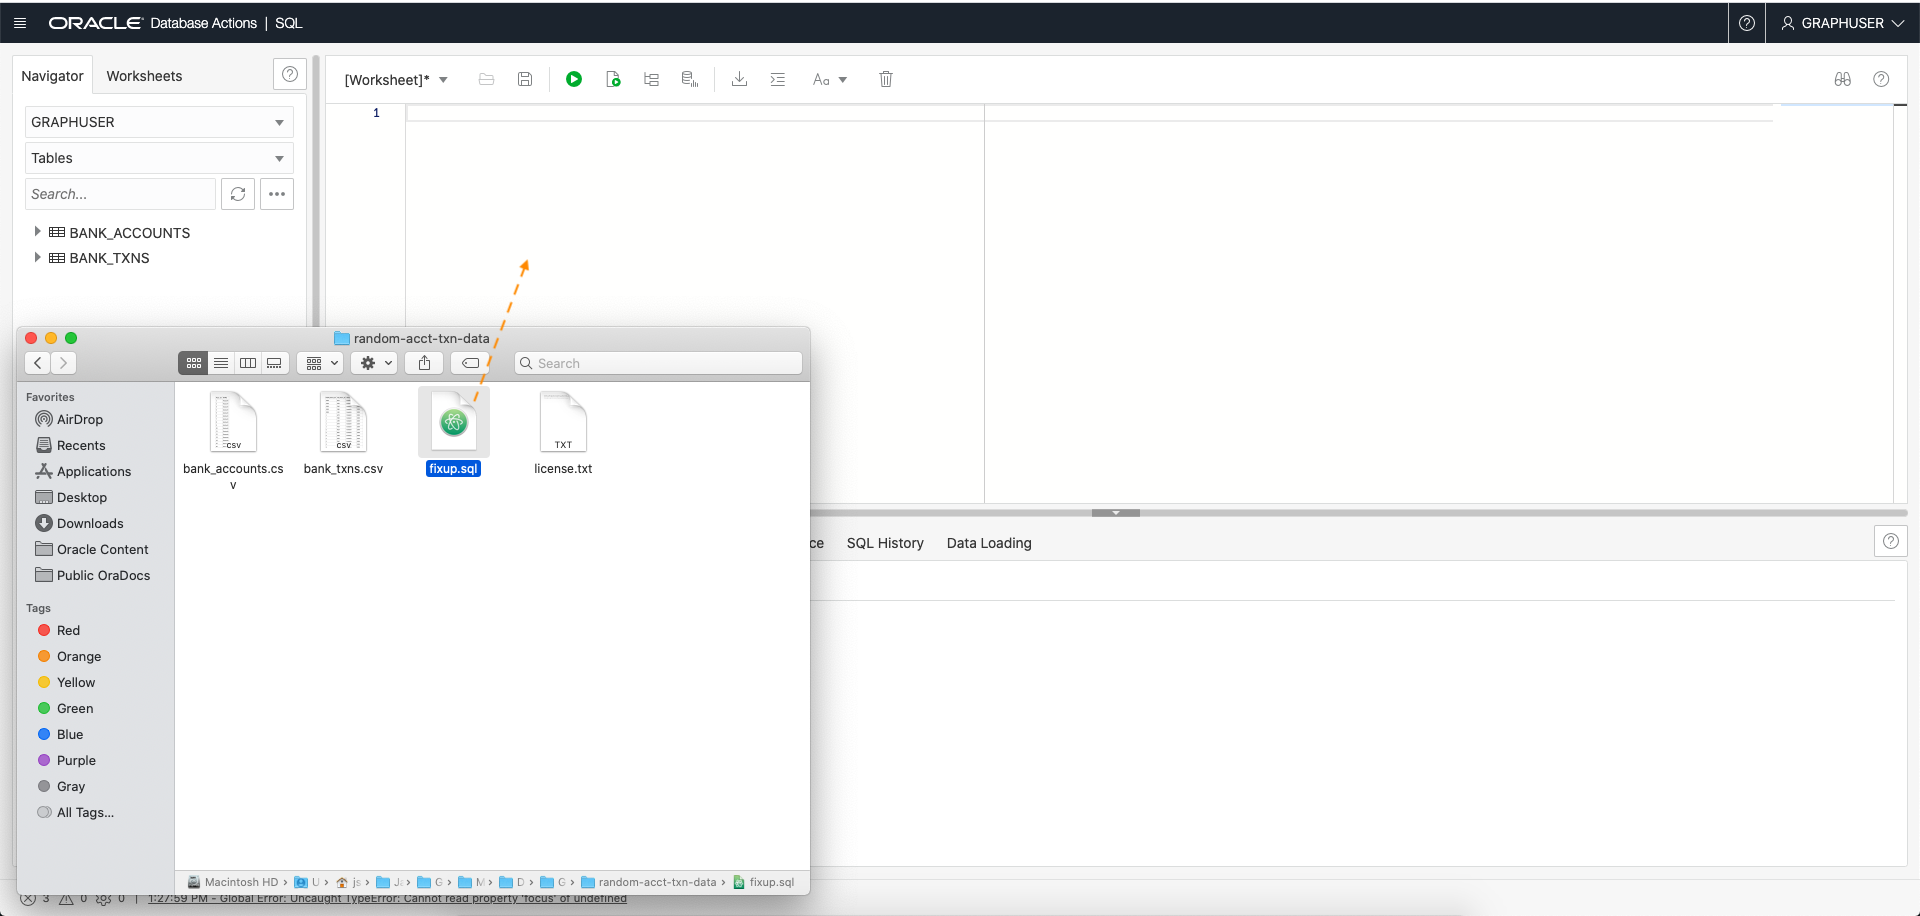 ORACLE Database Actions | SQL
GRAPHUSER
Navigator
Worksheets
[Worksheet]*
Aa
GRAPHUSER
Tables
Search...
BANK_ACCOUNTS
BANK_TXNS
1
random-acct-txn-data
Search
Favorites
AirDrop
Recents
Applications
Desktop
Downloads
Oracle Content
Public OraDocs
Tags
Red
Orange
Yellow
Green
Blue
Purple
Gray
All Tags...
CSV
bank_accounts.cs
v
CSV
bank_txns.csv
fixup.sql
TXT
license.txt
Macintosh HD › U › js › J › G › M › D › G › random-acct-txn-data › fixup.sql
ce
SQL History
Data Loading
3 0 0 | 1:27:59 PM - Global Error: Uncaught TypeError: Cannot read property 'focus' of undefined